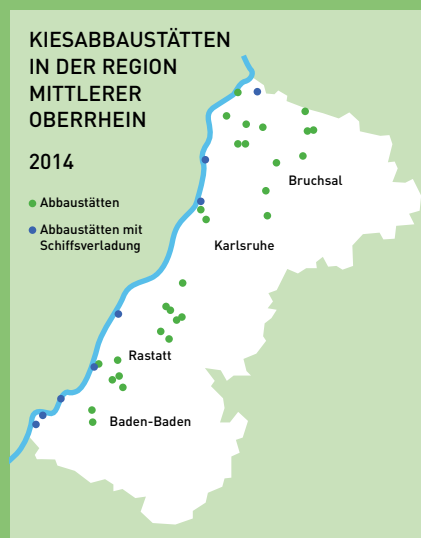 KIESABBAUSTÄTTEN
IN DER REGION
MITTLERER
OBERRHEIN
2014
Abbaustätten
Abbaustätten mit
Schiffsverladung
Bruchsal
Karlsruhe
Rastatt
Baden-Baden